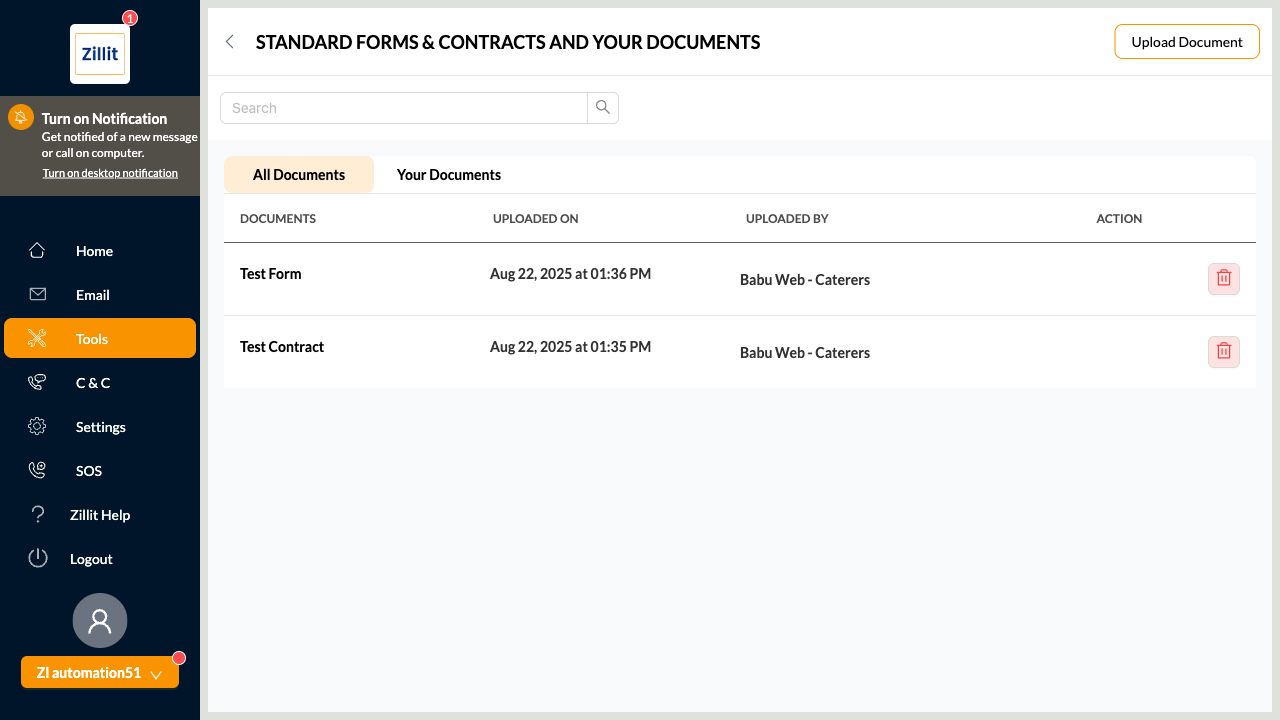 1
Zillit
Turn on Notification
Get notified of a new message
or call on computer.
Turn on desktop notification
Home
Email
Tools
C & C
Settings
SOS
Zillit Help
Logout
ZI automation51
STANDARD FORMS & CONTRACTS AND YOUR DOCUMENTS
Upload Document
Search
All Documents Your Documents
DOCUMENTS UPLOADED ON UPLOADED BY ACTION
Test Form Aug 22, 2025 at 01:36 PM Babu Web - Caterers
Test Contract Aug 22, 2025 at 01:35 PM Babu Web - Caterers